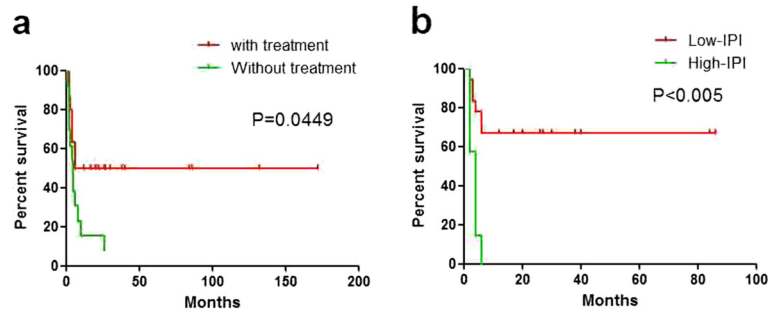 a
with treatment
Without treatment
P=0.0449
Percent survival
100
80
60
40
20
0
0 50 100 150 200
Months
b
Low-IPI
High-IPI
P<0.005
Percent survival
100
80
60
40
20
0
0 20 40 60 80 100
Months